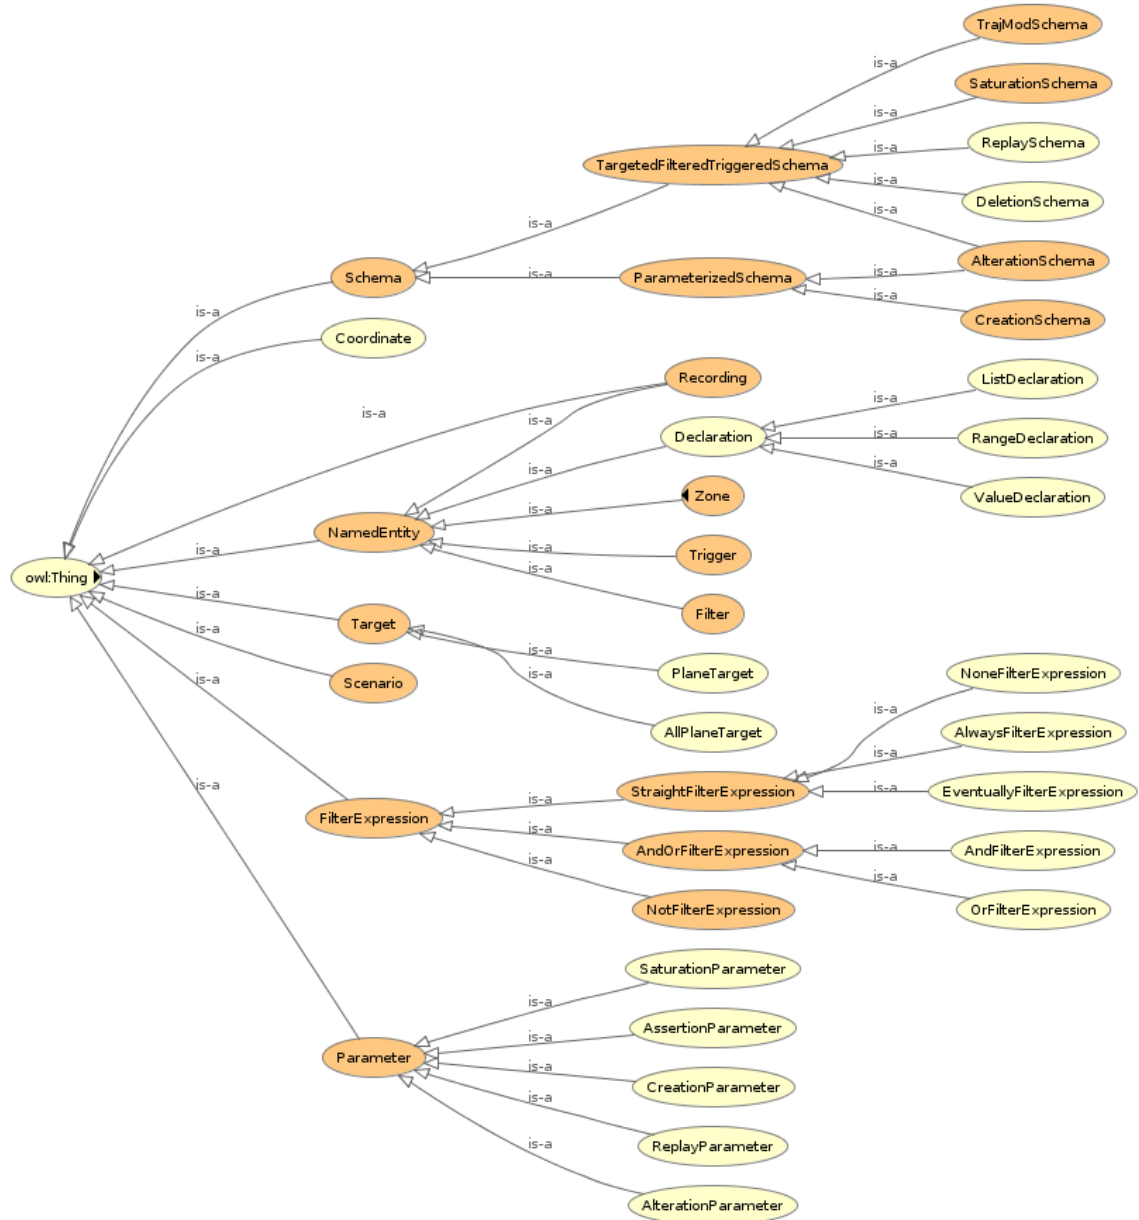 TrajModSchema
is-a
SaturationSchema
is-a
ReplaySchema
is-a
TargetedFilteredTriggeredSchema
is-a
DeletionSchema
is-a
is-a
AlterationSchema
Schema
is-a
ParameterizedSchema
is-a
is-a
CreationSchema
is-a
Coordinate
is-a
Recording
ListDeclaration
is-a
is-a
is-a
Declaration
is-a
RangeDeclaration
is-a
is-a
ValueDeclaration
Zone
is-a
NamedEntity
is-a
is-a
Trigger
owl:Thing
is-a
Filter
is-a
Target
is-a
is-a
PlaneTarget
NoneFilterExpression
is-a
Scenario
is-a
is-a
AllPlaneTarget
AlwaysFilterExpression
is-a
is-a
StraightFilterExpression
is-a
EventuallyFilterExpression
is-a
FilterExpression
is-a
AndOrFilterExpression
is-a
AndFilterExpression
is-a
is-a
NotFilterExpression
OrFilterExpression
SaturationParameter
is-a
AssertionParameter
is-a
Parameter
is-a
CreationParameter
is-a
ReplayParameter
is-a
AlterationParameter